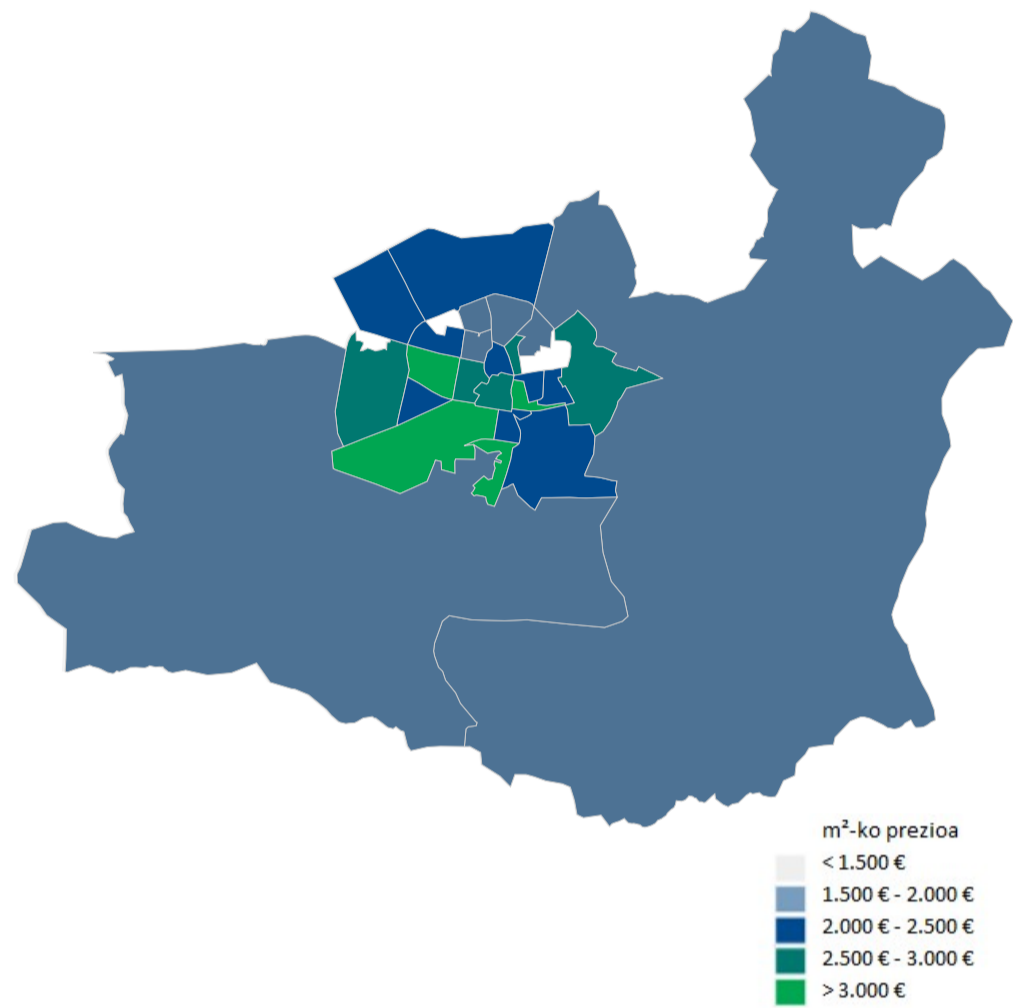 m²-ko prezioa
< 1.500 €
1.500 € - 2.000 €
2.000 € - 2.500 €
2.500 € - 3.000 €
> 3.000 €